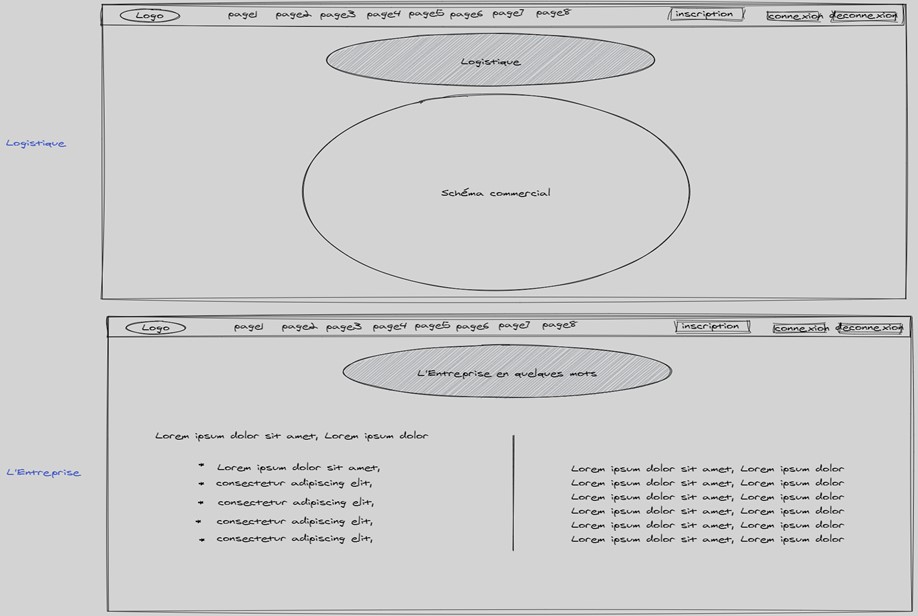 Logo page1 page2 page3 page4 page5 page6 page7 page8 inscription connexion deconnexion
Logistique
Logistique
Schéma commercial
Logo page1 page2 page3 page4 page5 page6 page7 page8 inscription connexion deconnexion
L'Entreprise en quelques mots
L'Entreprise
Lorem ipsum dolor sit amet, Lorem ipsum dolor
* Lorem ipsum dolor sit amet,
* consectetur adipiscing elit,
* consectetur adipiscing elit,
* consectetur adipiscing elit,
* consectetur adipiscing elit,
Lorem ipsum dolor sit amet, Lorem ipsum dolor
Lorem ipsum dolor sit amet, Lorem ipsum dolor
Lorem ipsum dolor sit amet, Lorem ipsum dolor
Lorem ipsum dolor sit amet, Lorem ipsum dolor
Lorem ipsum dolor sit amet, Lorem ipsum dolor
Lorem ipsum dolor sit amet, Lorem ipsum dolor